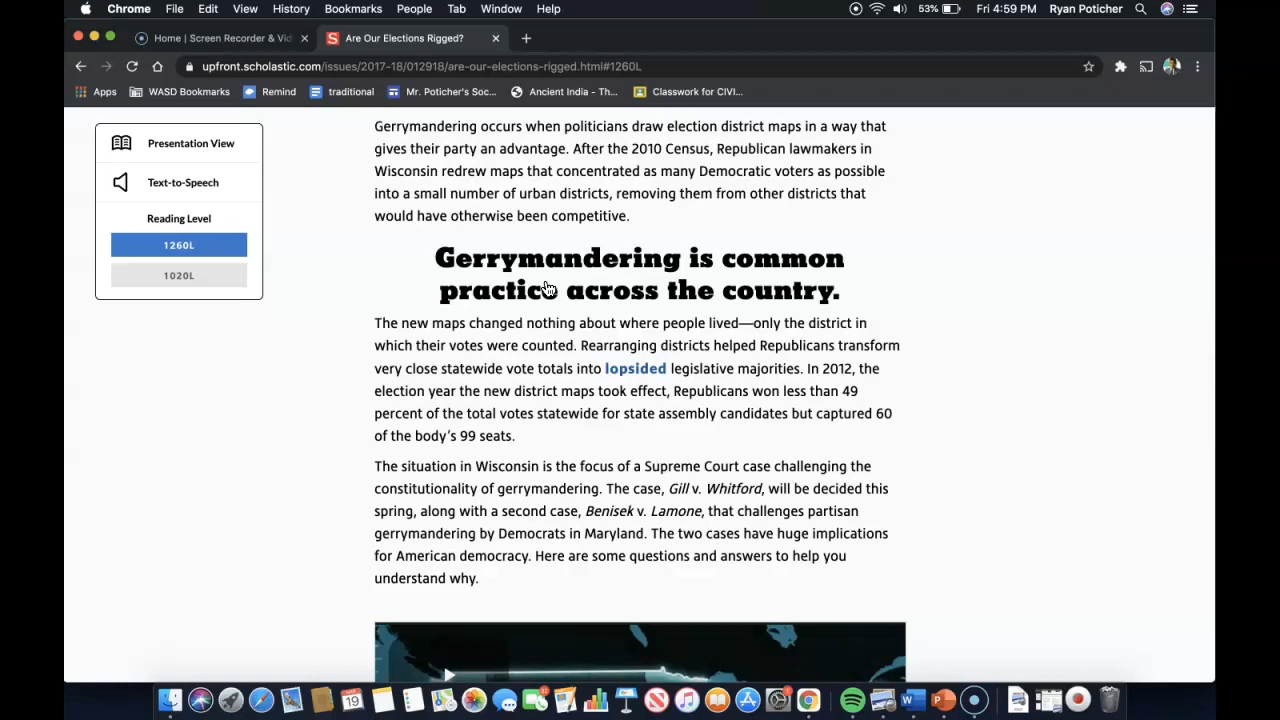 Chrome File Edit View History Bookmarks People Tab Window Help 53% Fri 4:59 PM Ryan Poticher
Home | Screen Recorder & Vid Are Our Elections Rigged?
upfront.scholastic.com/issues/2017-18/012918/are-our-elections-rigged.html#1260L
Apps WASD Bookmarks Remind traditional Mr. Poticher's Soc... Ancient India - Th... Classwork for CIVI...
Presentation View
Text-to-Speech
Reading Level
1260L
1020L
Gerrymandering occurs when politicians draw election district maps in a way that
gives their party an advantage. After the 2010 Census, Republican lawmakers in
Wisconsin redrew maps that concentrated as many Democratic voters as possible
into a small number of urban districts, removing them from other districts that
would have otherwise been competitive.
Gerrymandering is common
practice across the country.
The new maps changed nothing about where people lived—only the district in
which their votes were counted. Rearranging districts helped Republicans transform
very close statewide vote totals into lopsided legislative majorities. In 2012, the
election year the new district maps took effect, Republicans won less than 49
percent of the total votes statewide for state assembly candidates but captured 60
of the body's 99 seats.
The situation in Wisconsin is the focus of a Supreme Court case challenging the
constitutionality of gerrymandering. The case, Gill v. Whitford, will be decided this
spring, along with a second case, Benisek v. Lamone, that challenges partisan
gerrymandering by Democrats in Maryland. The two cases have huge implications
for American democracy. Here are some questions and answers to help you
understand why.